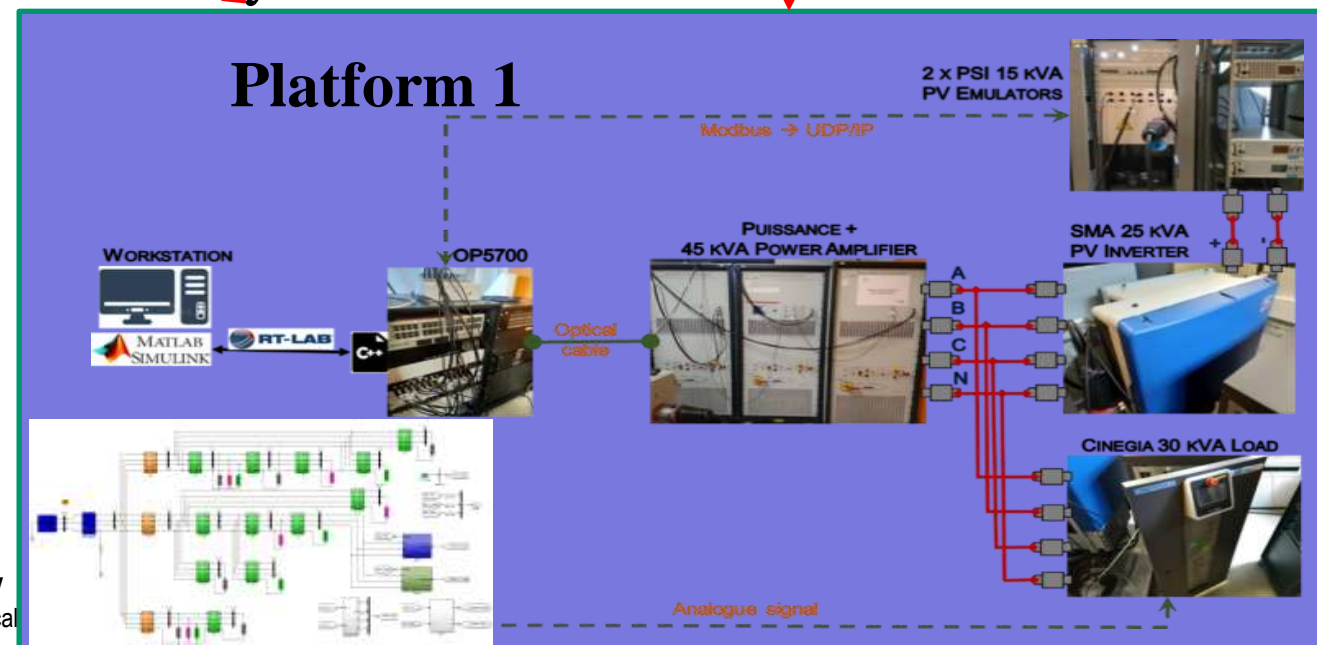 y
Platform 1
2 x PSI 15 KVA
PV EMULATORS
Modbus → UDP/IP
PUISSANCE +
45 KVA POWER AMPLIFIER
SMA 25 KVA
PV INVERTER
WORKSTATION
OP5700
A
B
C
N
+
-
Optical
cable
MATLAB
SIMULINK
RT-LAB
C++
CINEGIA 30 KVA LOAD
Analogue signal
y
cal